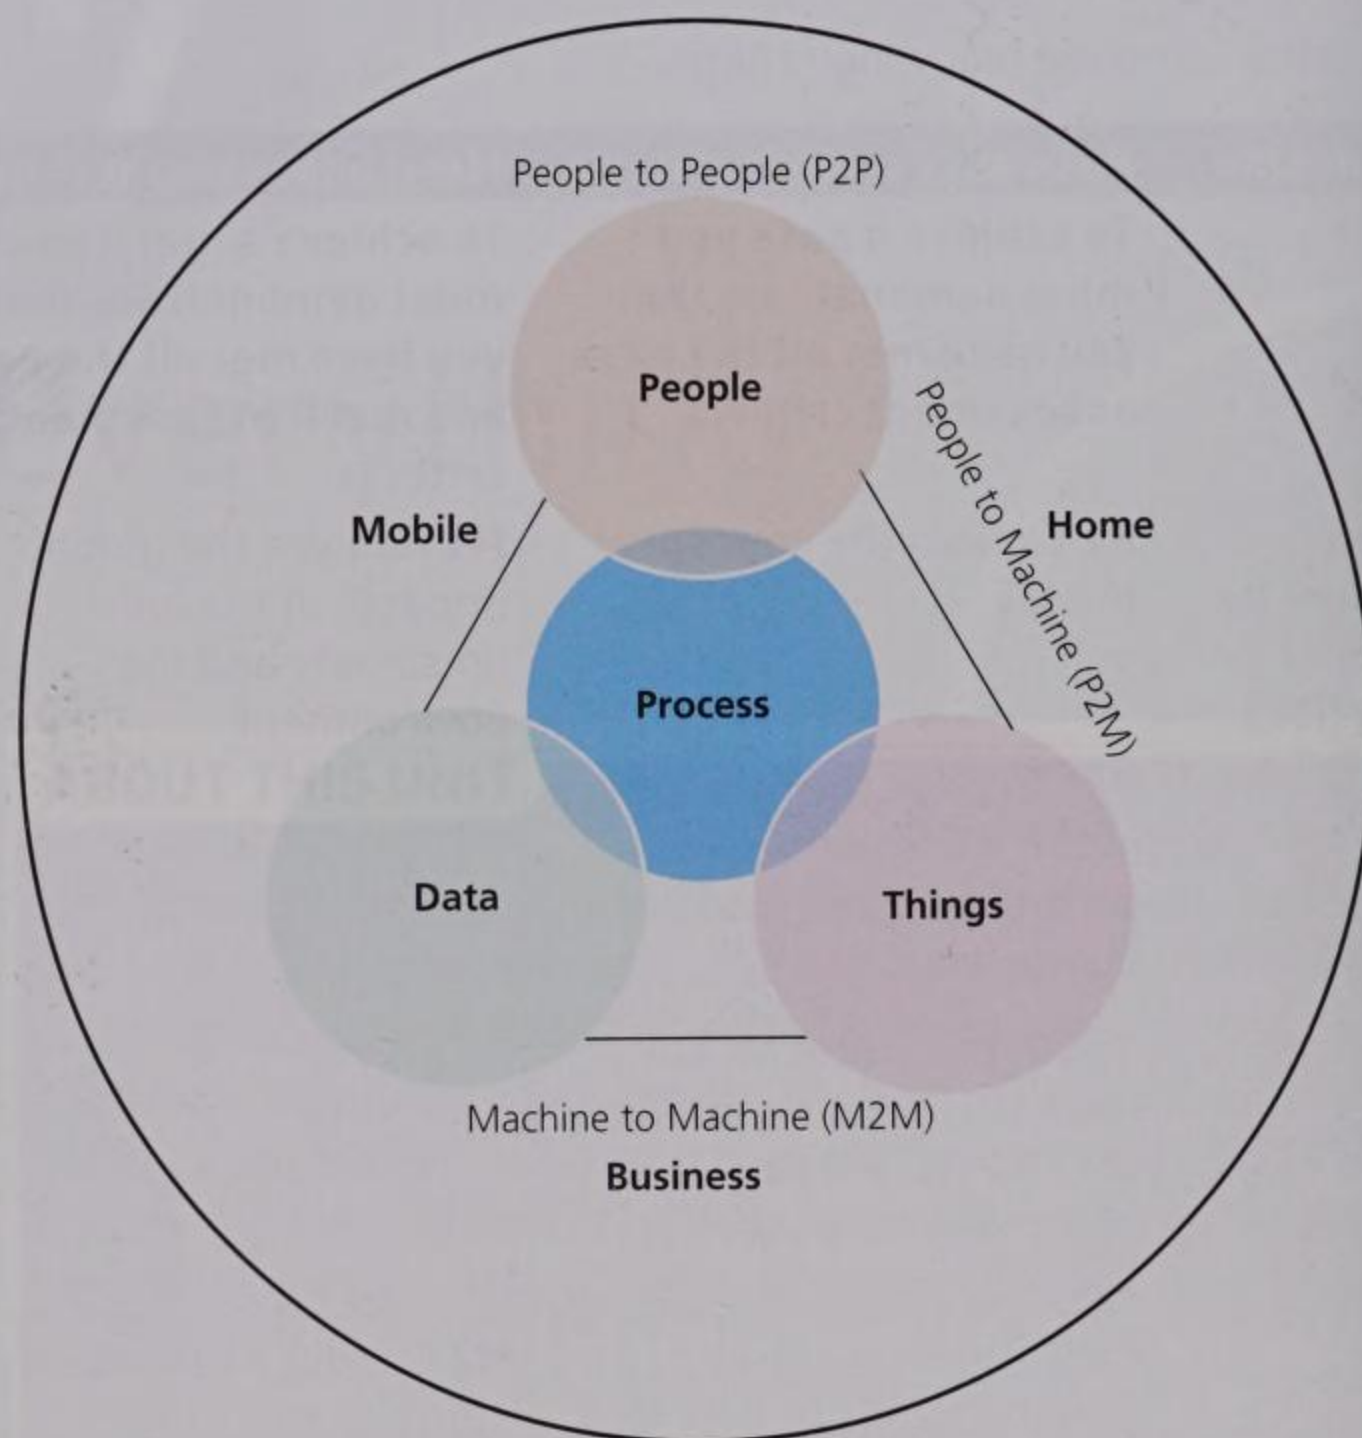 People to People (P2P)
People
Mobile
Home
People to Machine (P2M)
Process
Data
Things
Machine to Machine (M2M)
Business